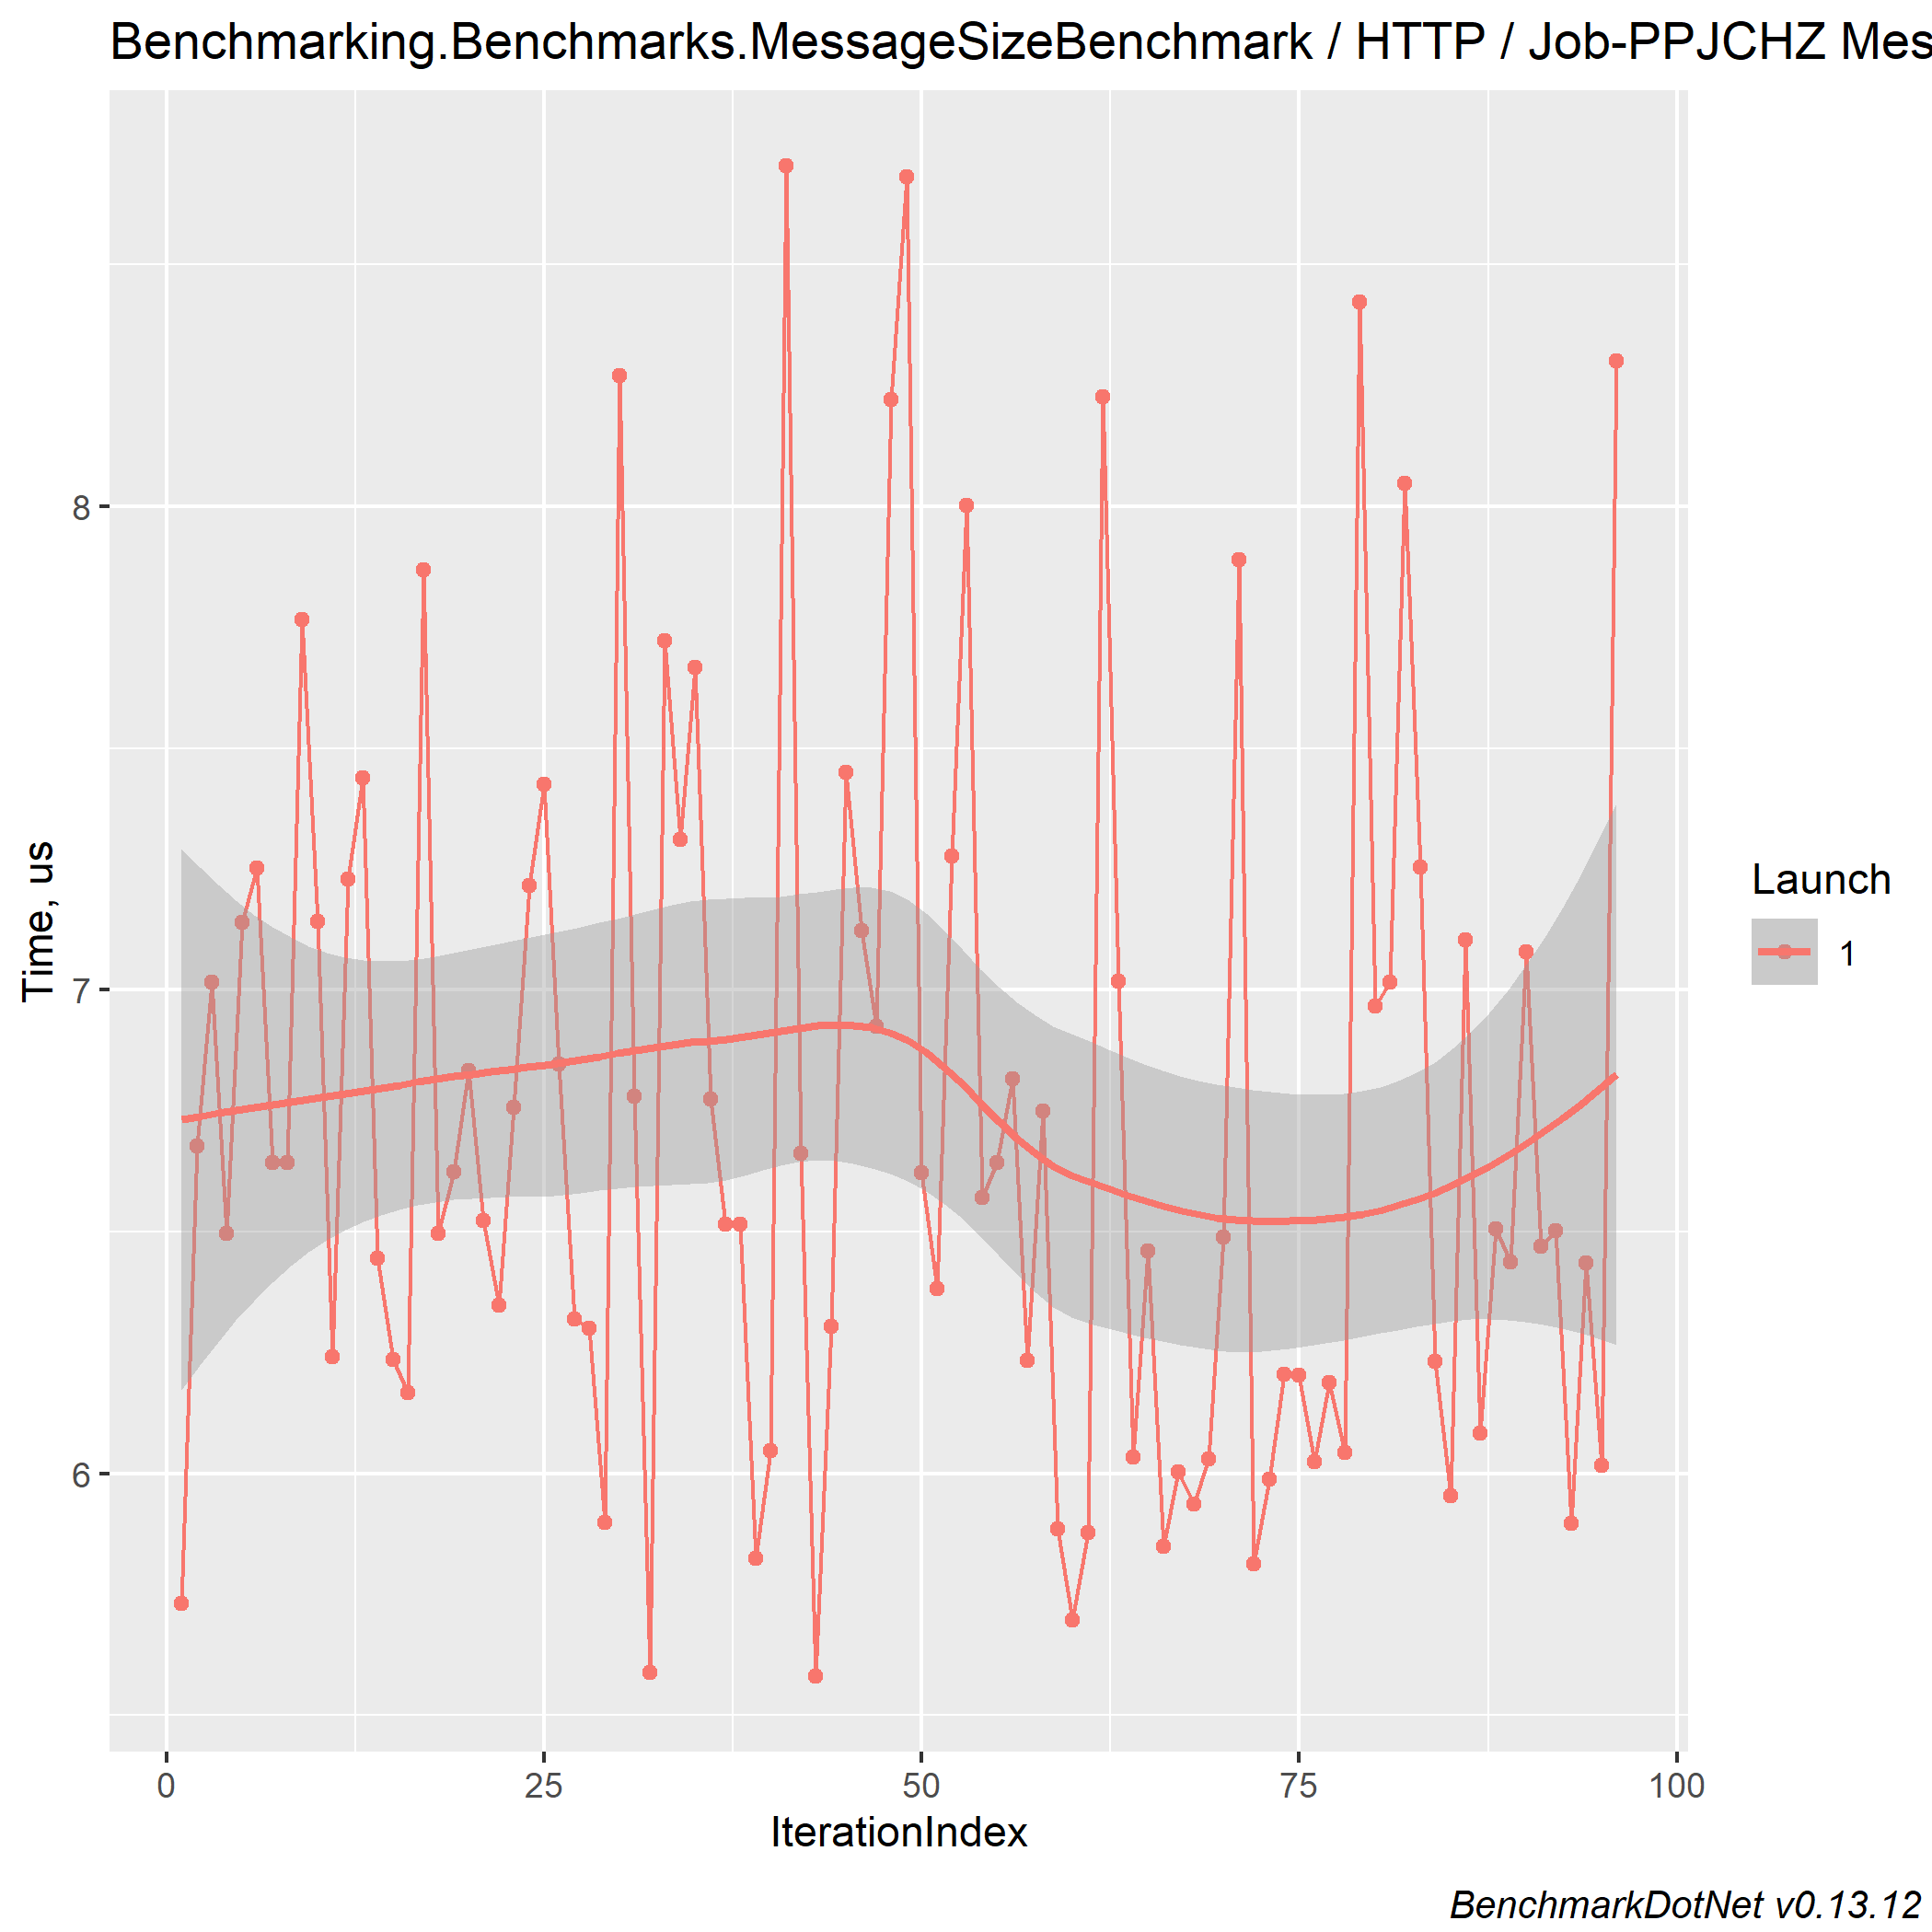 Benchmarking.Benchmarks.MessageSizeBenchmark / HTTP / Job-PPJCHZ Mes
Time, us
8
7
6
0 25 50 75 100
IterationIndex
Launch
1
BenchmarkDotNet v0.13.12